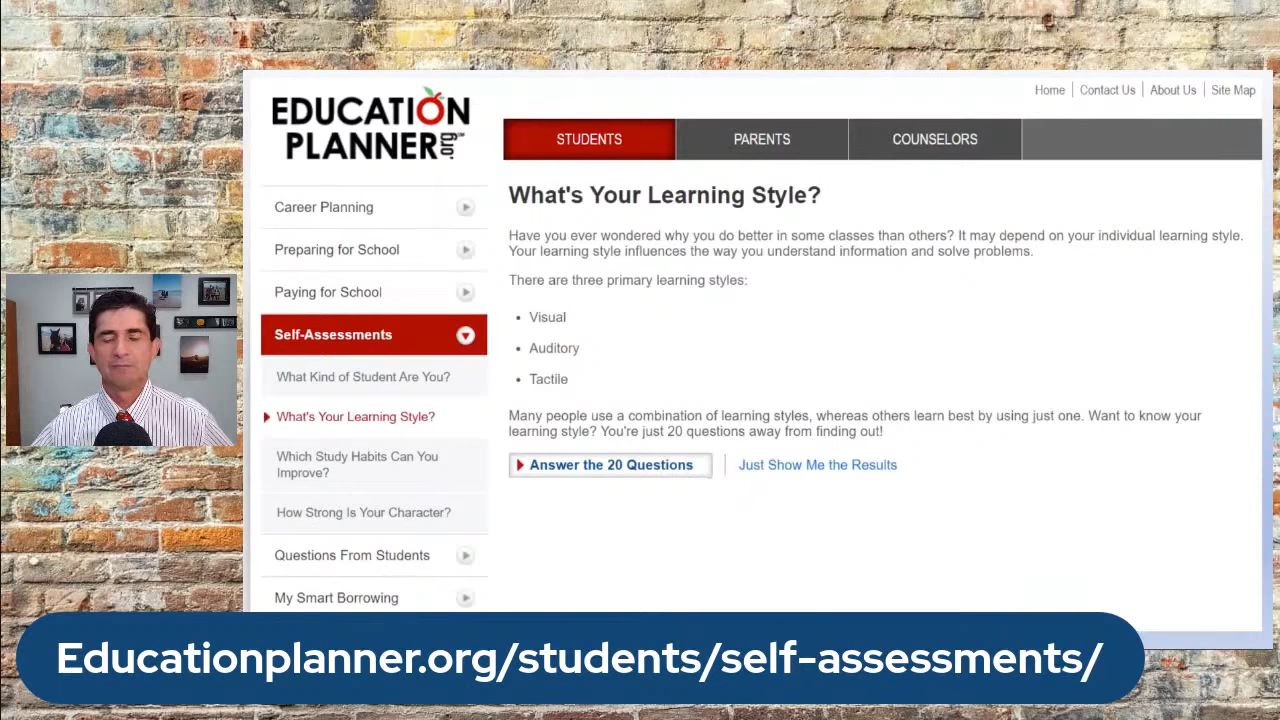 EDUCATION
PLANNER.org
Home
Contact Us
About Us
Site Map
STUDENTS
PARENTS
COUNSELORS
Career Planning
Preparing for School
Paying for School
Self-Assessments
What Kind of Student Are You?
What's Your Learning Style?
Which Study Habits Can You
Improve?
How Strong Is Your Character?
Questions From Students
My Smart Borrowing
What's Your Learning Style?
Have you ever wondered why you do better in some classes than others? It may depend on your individual learning style.
Your learning style influences the way you understand information and solve problems.
There are three primary learning styles:
• Visual
• Auditory
• Tactile
Many people use a combination of learning styles, whereas others learn best by using just one. Want to know your
learning style? You're just 20 questions away from finding out!
Answer the 20 Questions
Just Show Me the Results
Educationplanner.org/students/self-assessments/